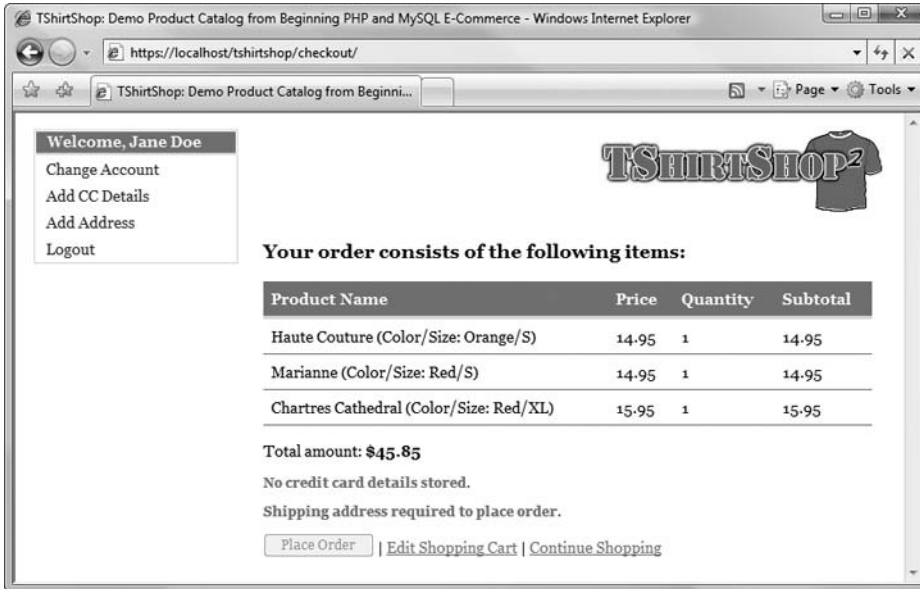 TShirtShop: Demo Product Catalog from Beginning PHP and MySQL E-Commerce - Windows Internet Explorer
https://localhost/tshirtshop/checkout/
TShirtShop: Demo Product Catalog from Beginni...
Page
Tools
Welcome, Jane Doe
Change Account
Add CC Details
Add Address
Logout
TShirtShop2
Your order consists of the following items:
Product Name Price Quantity Subtotal
Haute Couture (Color/Size: Orange/S) 14.95 1 14.95
Marianne (Color/Size: Red/S) 14.95 1 14.95
Chartres Cathedral (Color/Size: Red/XL) 15.95 1 15.95
Total amount: $45.85
No credit card details stored.
Shipping address required to place order.
Place Order | Edit Shopping Cart | Continue Shopping